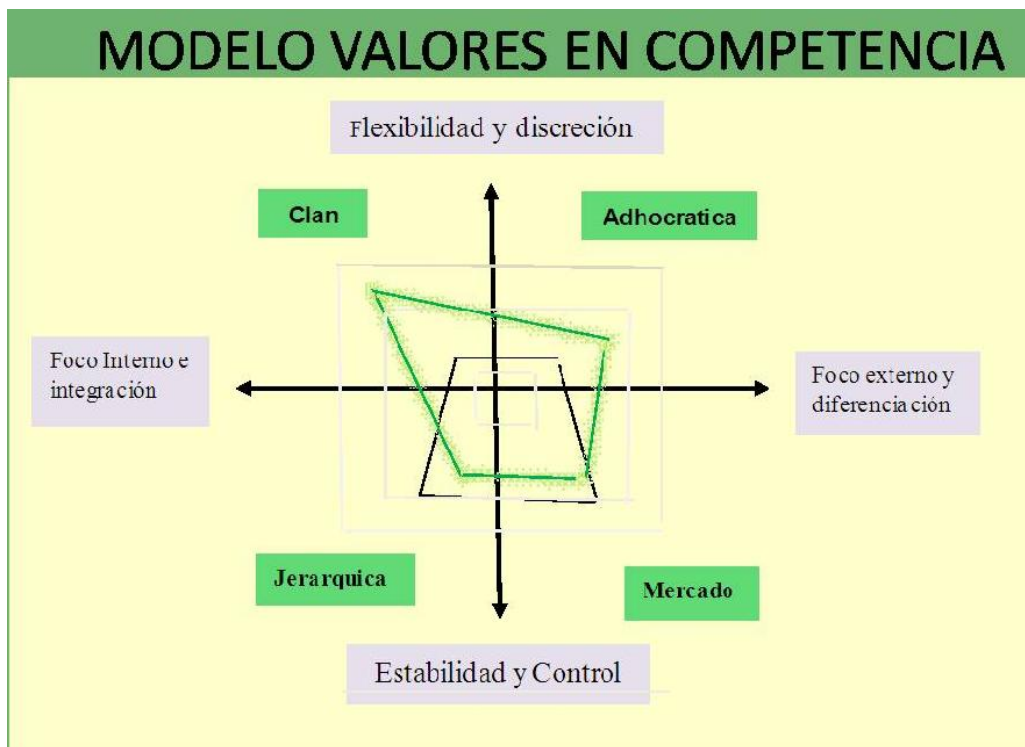 MODELO VALORES EN COMPETENCIA
Flexibilidad y discreción
Clan
Adhocratica
Foco Interno e
integración
Foco externo y
diferenciación
Jerarquica
Mercado
Estabilidad y Control